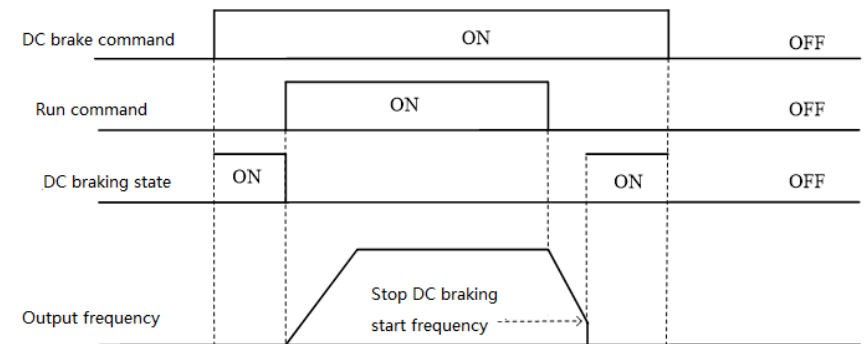 DC brake command
ON
OFF
Run command
ON
OFF
DC braking state
ON
ON
OFF
Stop DC braking
Output frequency
start frequency